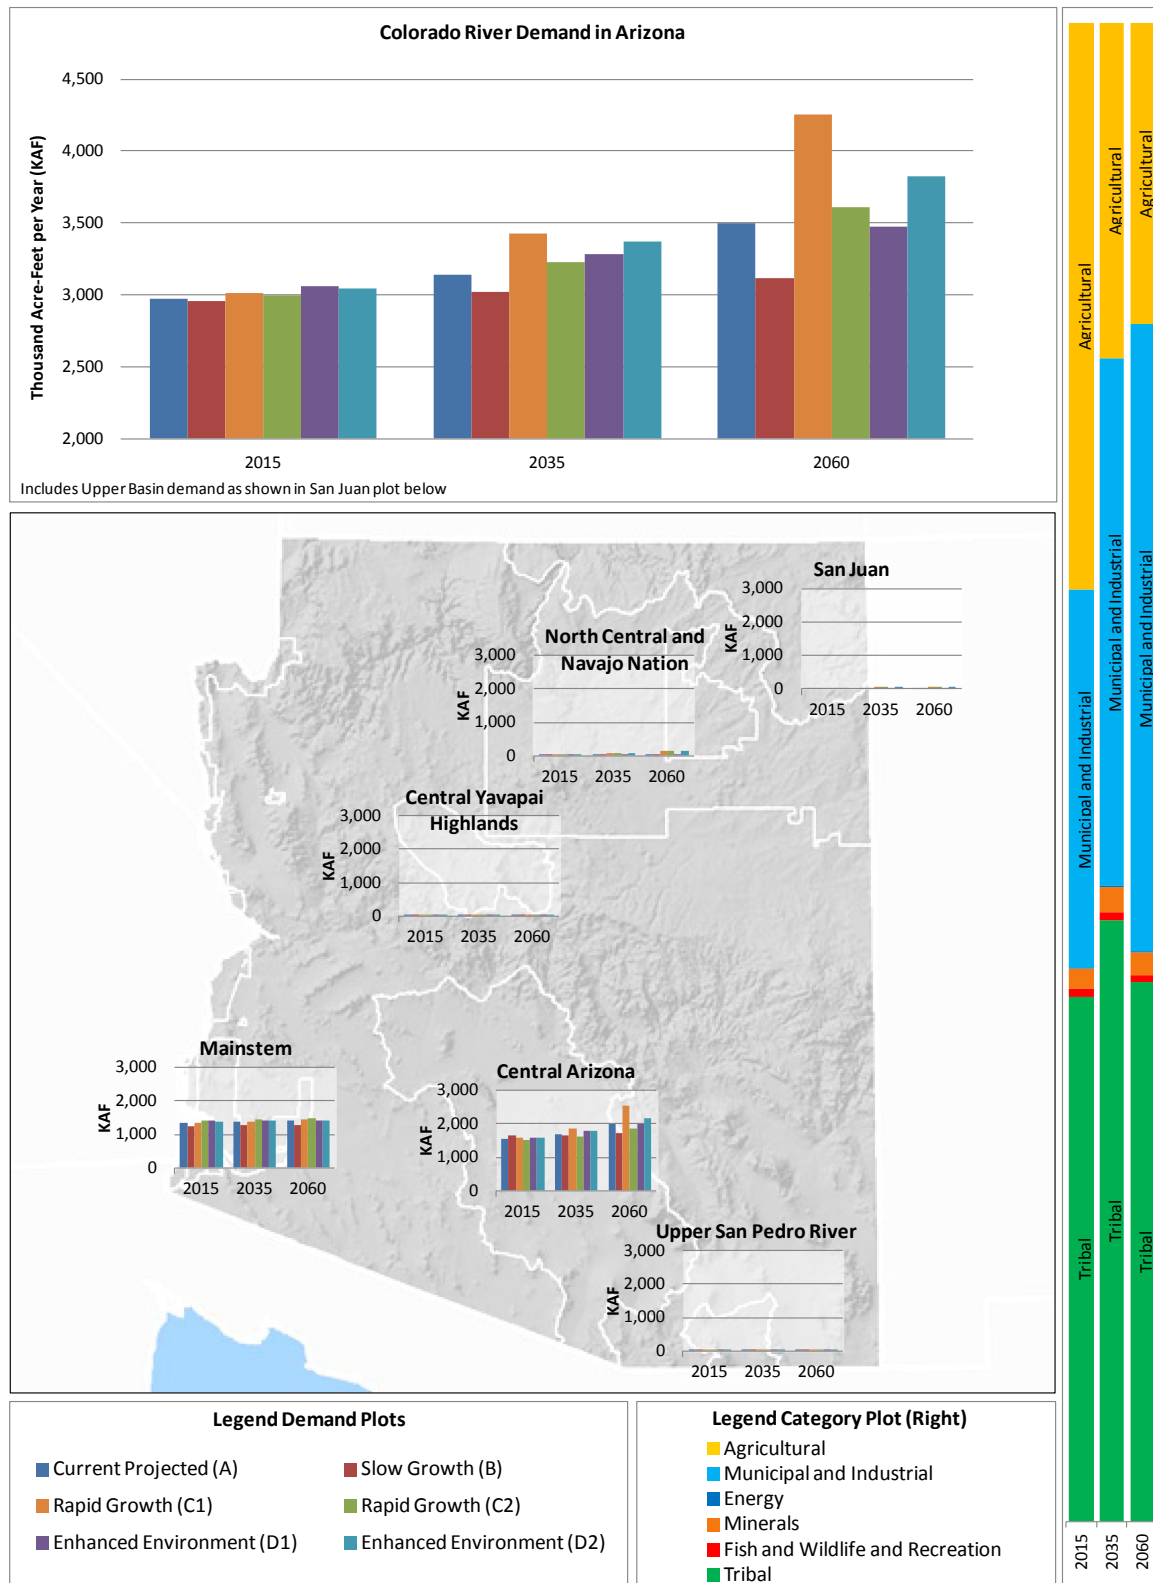 Colorado River Demand in Arizona
Thousand Acre-Feet per Year (KAF)
4,500
4,000
3,500
3,000
2,500
2,000
2015
2035
2060
Includes Upper Basin demand as shown in San Juan plot below
San Juan
KAF
3,000
2,000
1,000
0
2015
2035
2060
North Central and
Navajo Nation
KAF
3,000
2,000
1,000
0
2015
2035
2060
Central Yavapai
Highlands
KAF
3,000
2,000
1,000
0
2015
2035
2060
Mainstem
KAF
3,000
2,000
1,000
0
2015
2035
2060
Central Arizona
KAF
3,000
2,000
1,000
0
2015
2035
2060
Upper San Pedro River
KAF
3,000
2,000
1,000
0
2015
2035
2060
Legend Demand Plots
Current Projected (A)
Slow Growth (B)
Rapid Growth (C1)
Rapid Growth (C2)
Enhanced Environment (D1)
Enhanced Environment (D2)
Legend Category Plot (Right)
Agricultural
Municipal and Industrial
Energy
Minerals
Fish and Wildlife and Recreation
Tribal
Agricultural
Municipal and Industrial
Tribal
2015
Agricultural
Municipal and Industrial
Tribal
2035
Agricultural
Municipal and Industrial
Tribal
2060